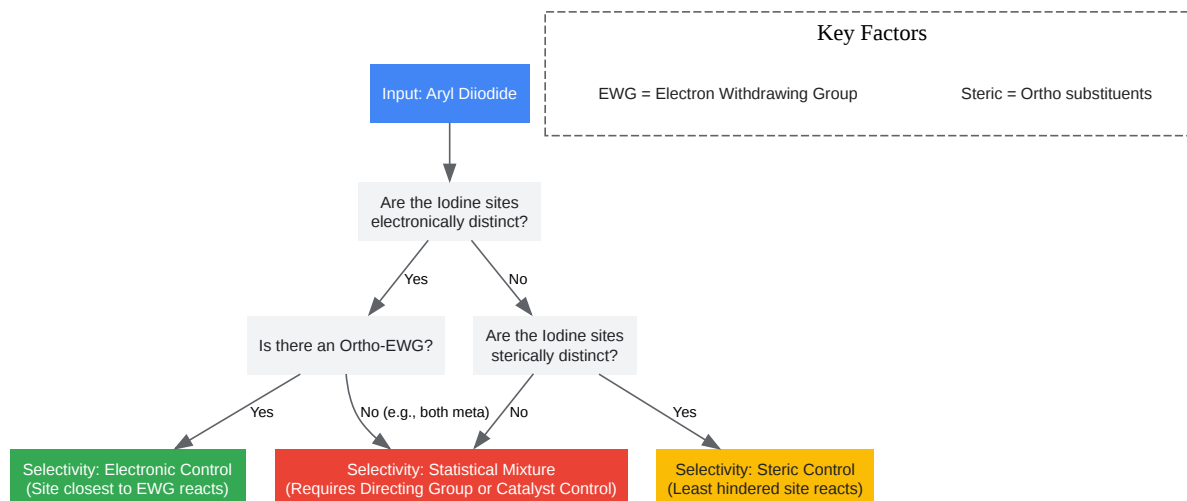 Key Factors
Input: Aryl Diiodide
EWG = Electron Withdrawing Group
Steric = Ortho substituents
Are the Iodine sites
electronically distinct?
Yes
No
Is there an Ortho-EWG?
Are the Iodine sites
sterically distinct?
Yes
No (e.g., both meta)
No
Yes
Selectivity: Electronic Control
(Site closest to EWG reacts)
Selectivity: Statistical Mixture
(Requires Directing Group or Catalyst Control)
Selectivity: Steric Control
(Least hindered site reacts)